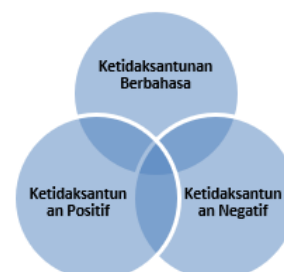 Ketidaksantunan
Berbahasa
Ketidaksantun
an Positif
Ketidaksantun
an Negatif